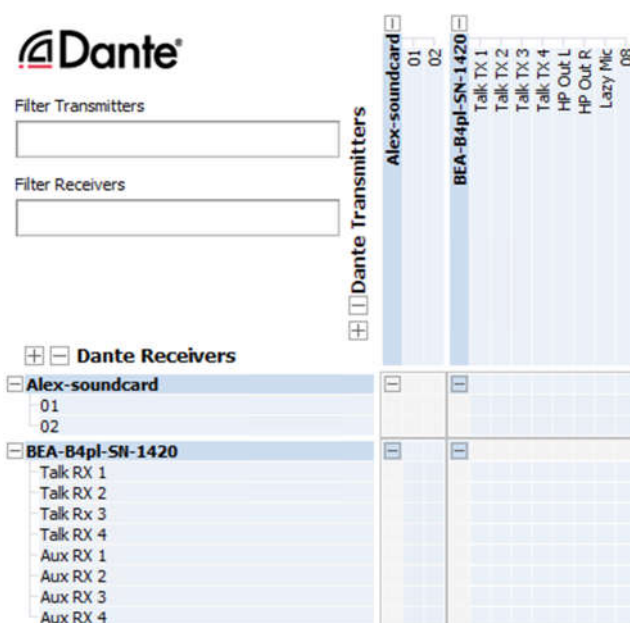 Dante®
Filter Transmitters
Filter Receivers
Dante Transmitters
Alex-soundcard
01
02
BEA-B4pl-SN-1420
Talk TX 1
Talk TX 2
Talk TX 3
Talk TX 4
HP Out L
HP Out R
Lazy Mic
08
Dante Receivers
Alex-soundcard
01
02
BEA-B4pl-SN-1420
Talk RX 1
Talk RX 2
Talk Rx 3
Talk RX 4
Aux RX 1
Aux RX 2
Aux RX 3
Aux RX 4